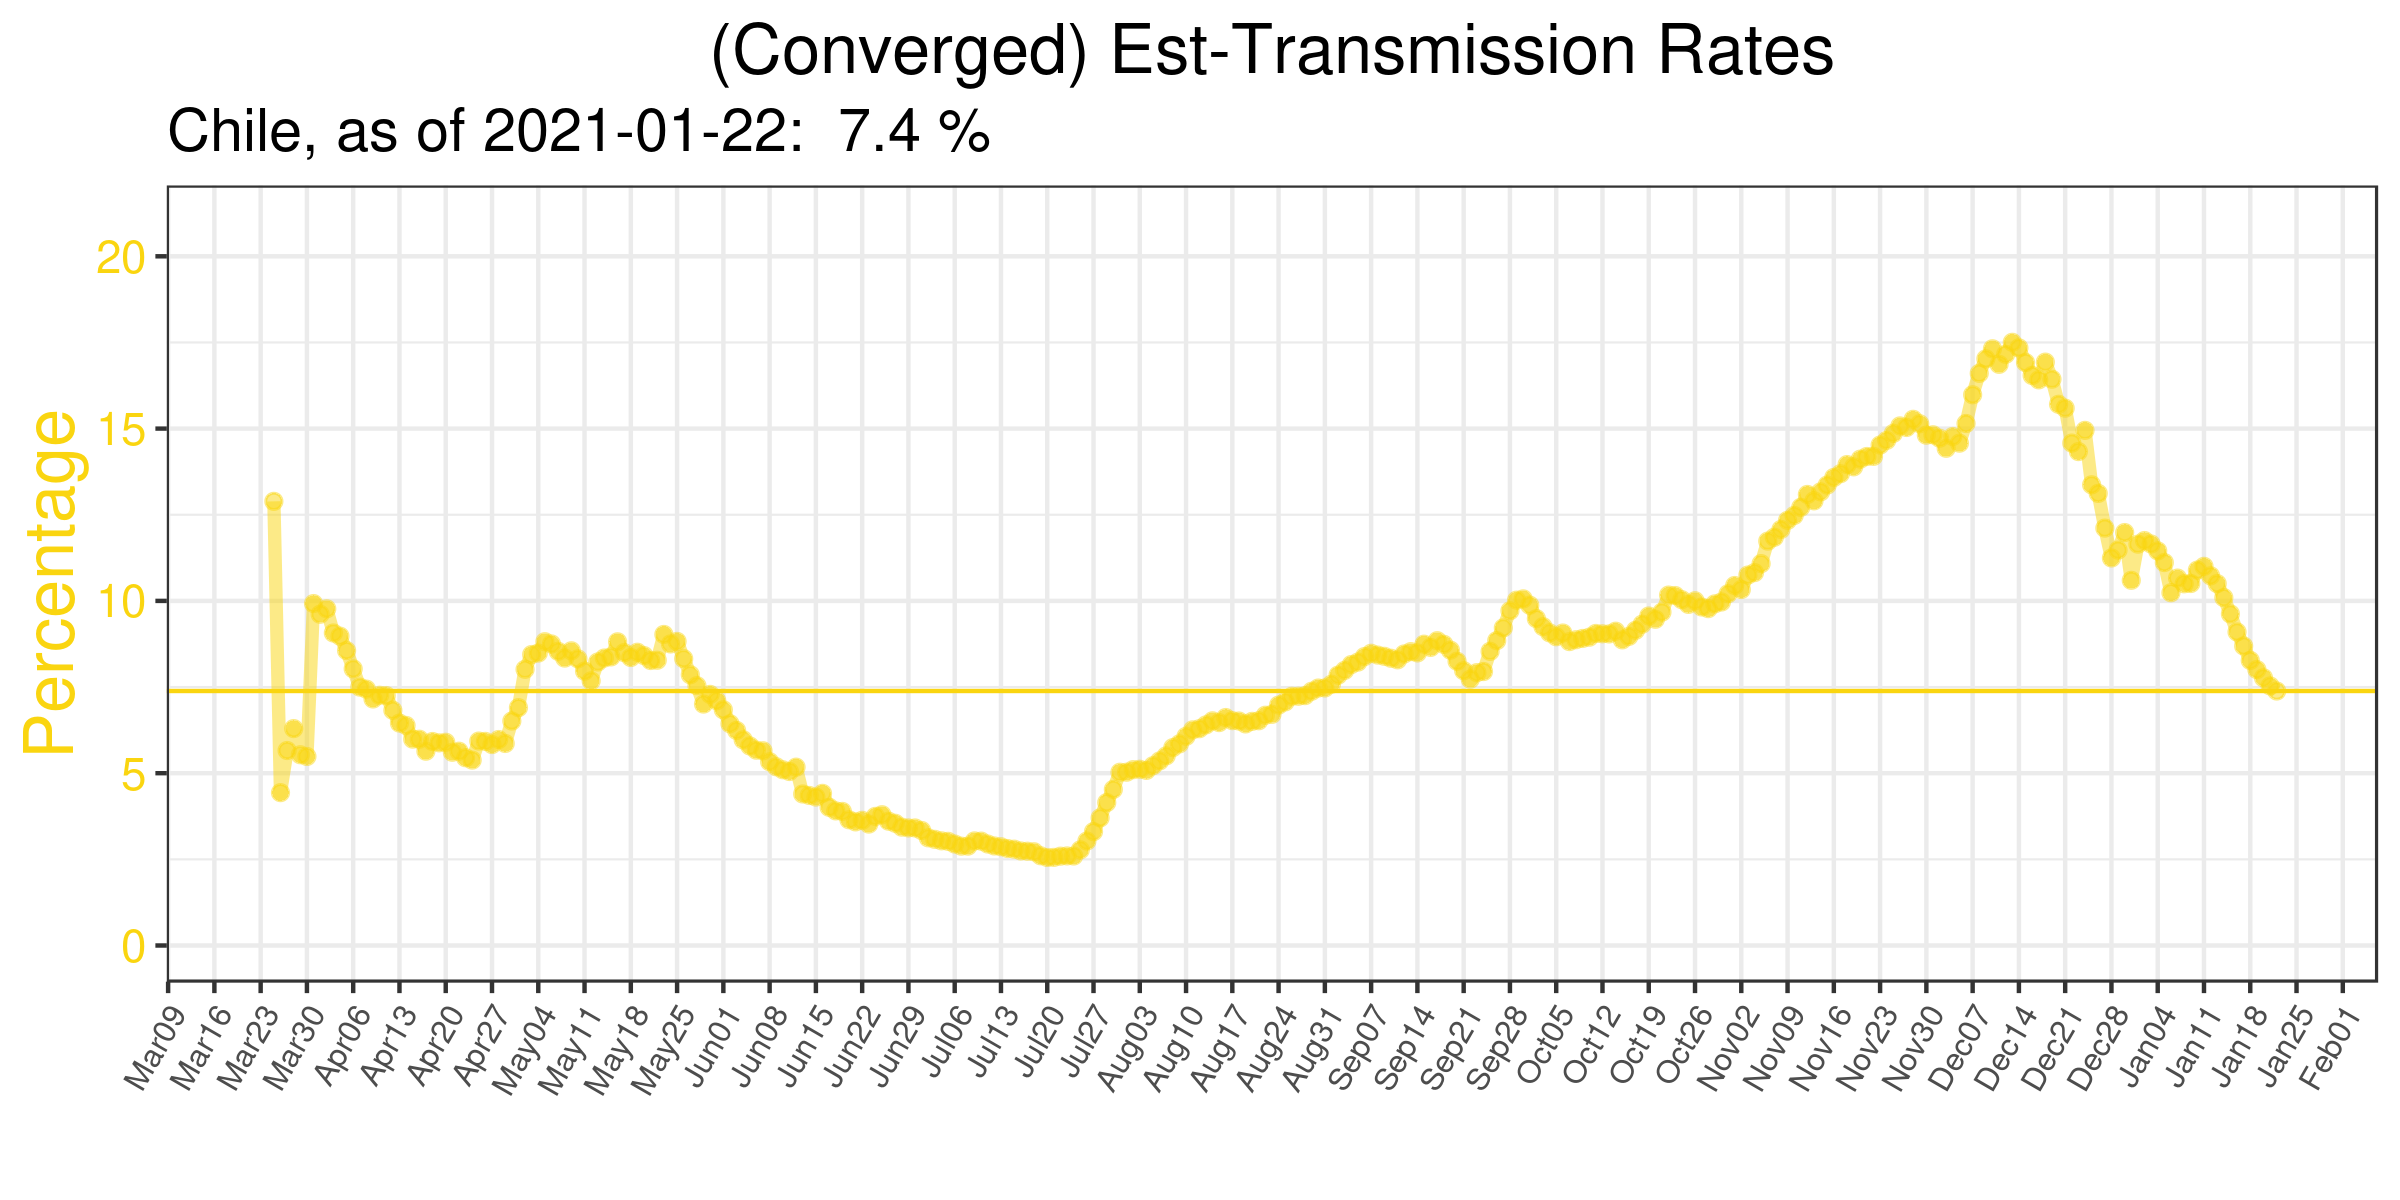 (Converged) Est-Transmission Rates
Chile, as of 2021-01-22:  7.4 %
Percentage
20
15
10
5
0
Mar09
Mar16
Mar23
Mar30
Apr06
Apr13
Apr20
Apr27
May04
May11
May18
May25
Jun01
Jun08
Jun15
Jun22
Jun29
Jul06
Jul13
Jul20
Jul27
Aug03
Aug10
Aug17
Aug24
Aug31
Sep07
Sep14
Sep21
Sep28
Oct05
Oct12
Oct19
Oct26
Nov02
Nov09
Nov16
Nov23
Nov30
Dec07
Dec14
Dec21
Dec28
Jan04
Jan11
Jan18
Jan25
Feb01